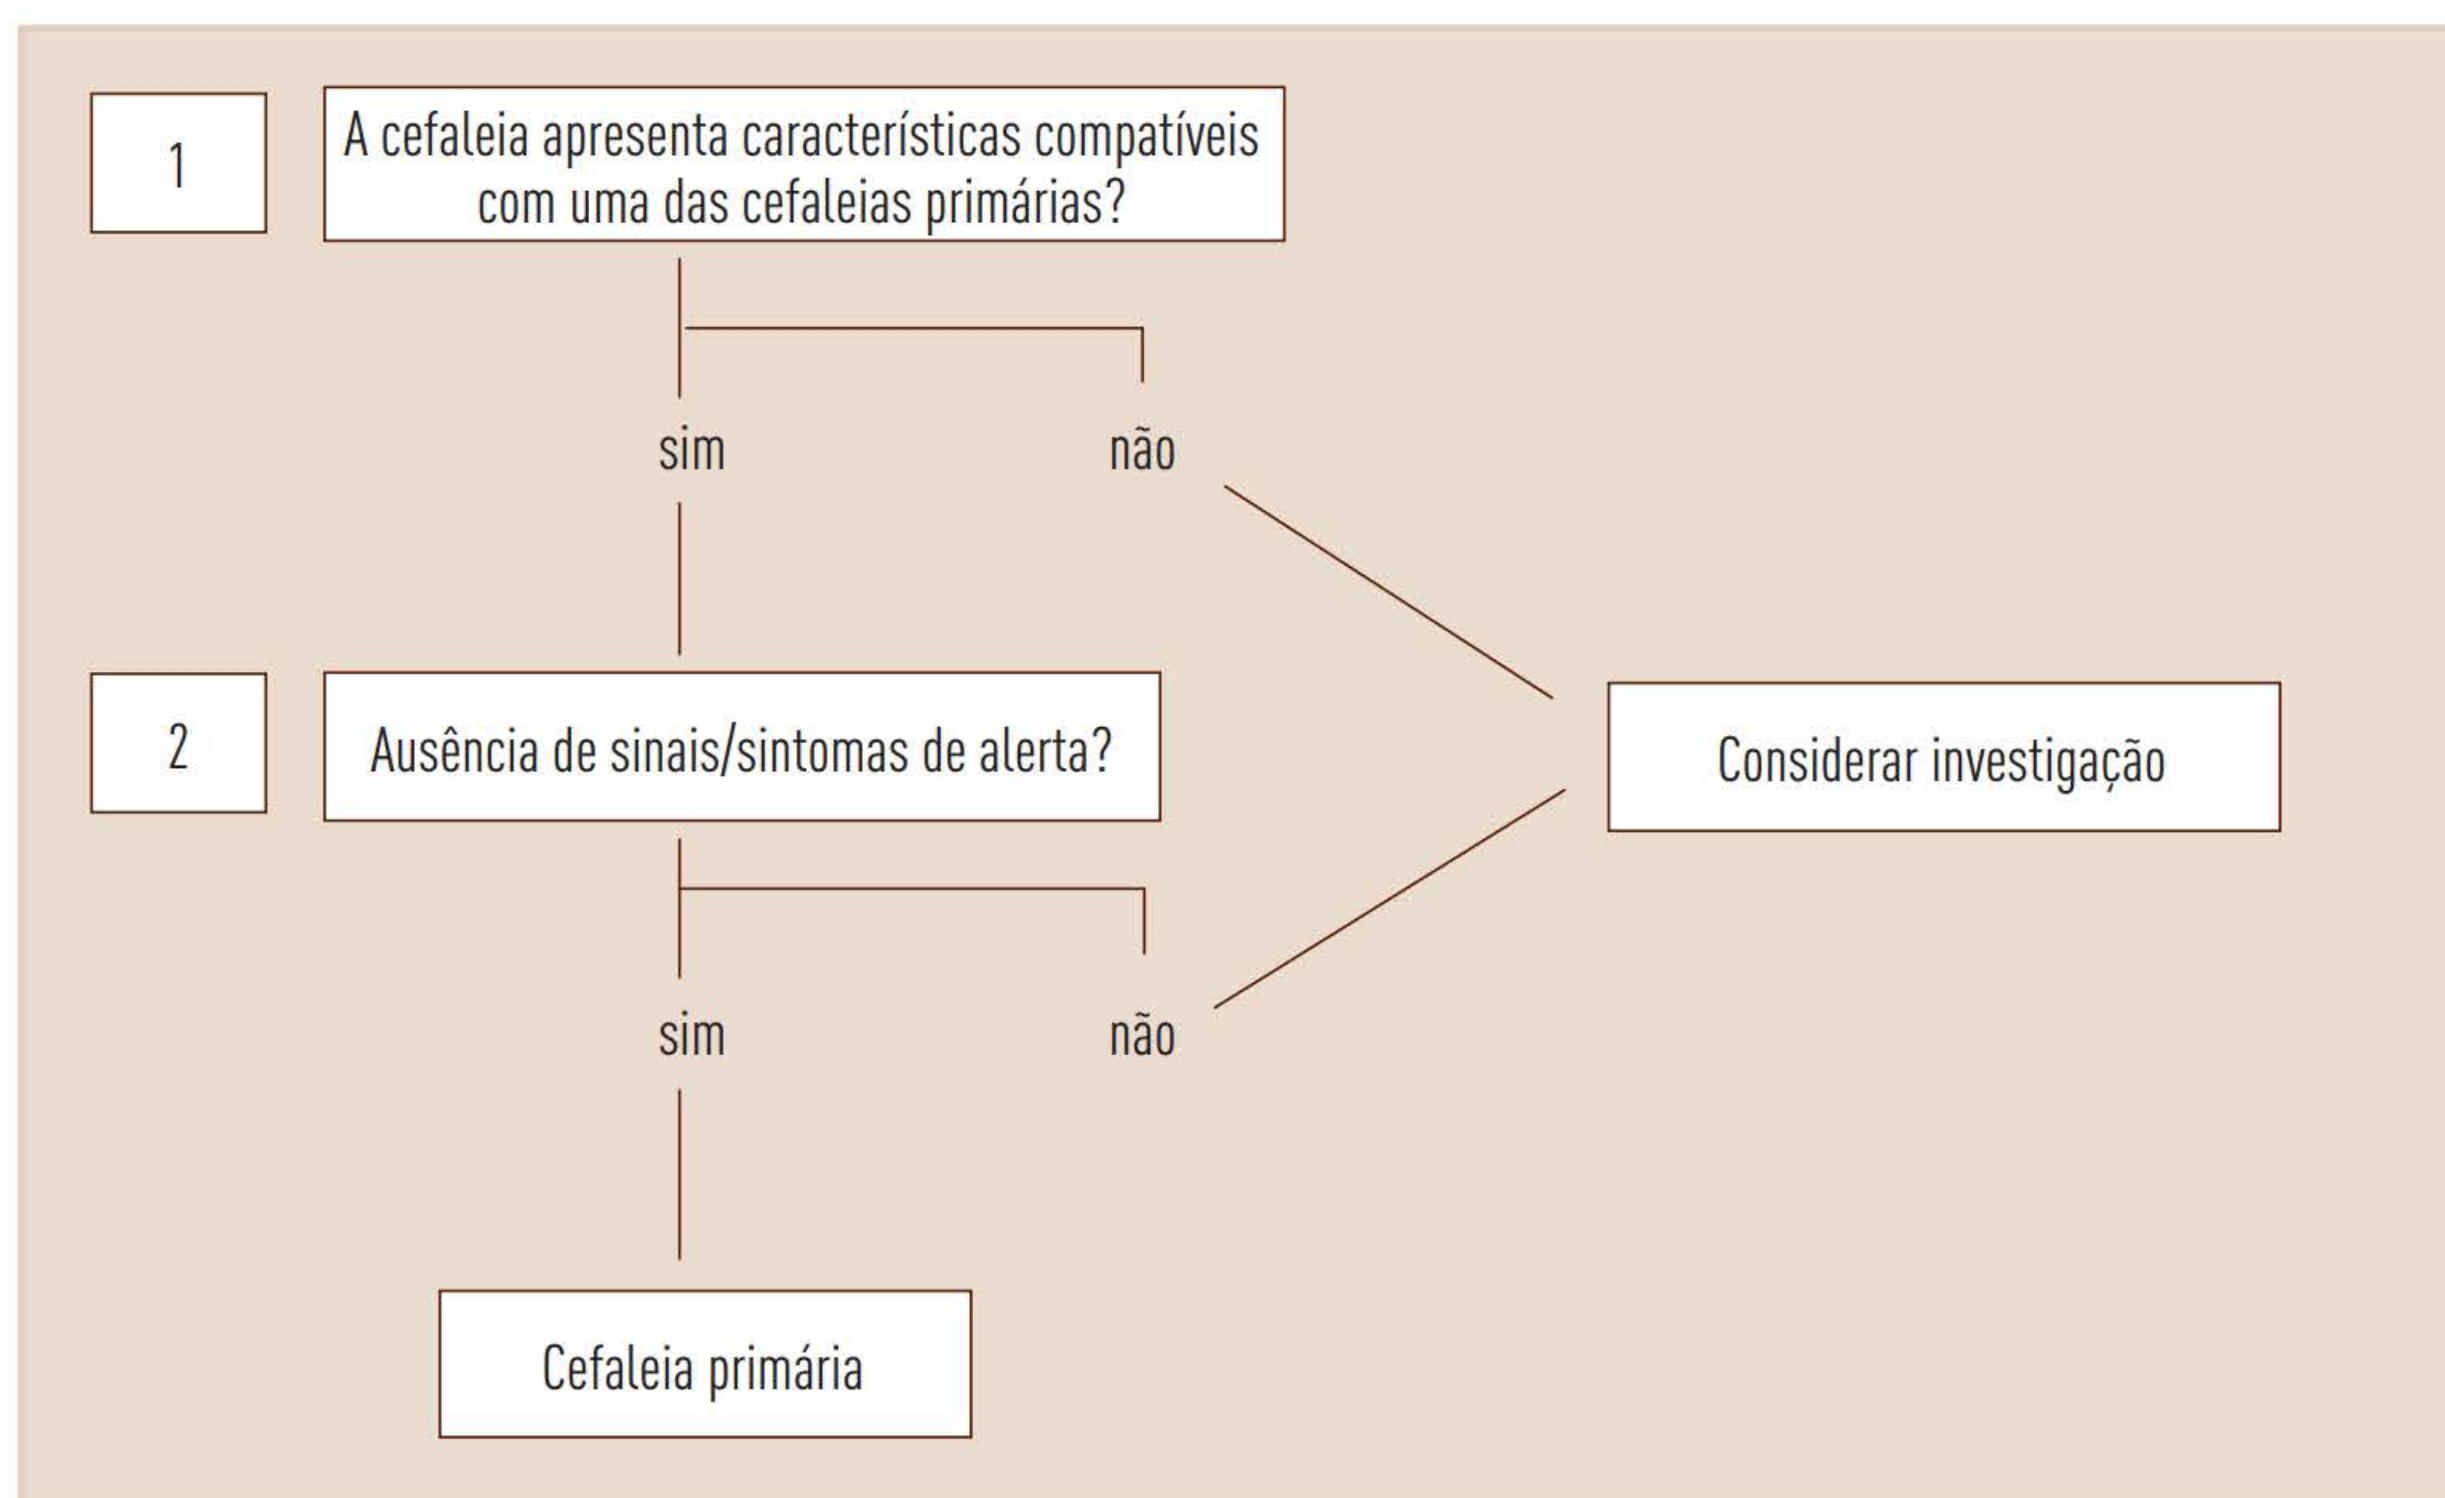 1
A cefaleia apresenta características compatíveis
com uma das cefaleias primárias?
sim
não
2
Ausência de sinais/sintomas de alerta?
Considerar investigação
sim
não
Cefaleia primária